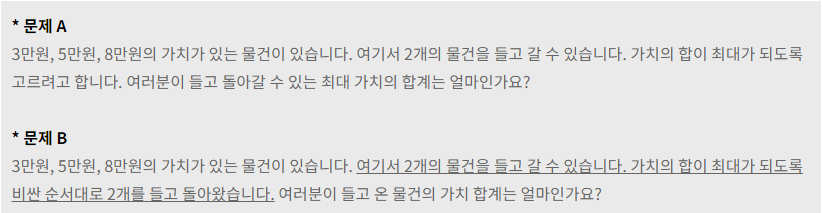 * 문제 A
3만원, 5만원, 8만원의 가치가 있는 물건이 있습니다. 여기서 2개의 물건을 들고 갈 수 있습니다. 가치의 합이 최대가 되도록
고르려고 합니다. 여러분이 들고 돌아갈 수 있는 최대 가치의 합계는 얼마인가요?
* 문제 B
3만원, 5만원, 8만원의 가치가 있는 물건이 있습니다. 여기서 2개의 물건을 들고 갈 수 있습니다. 가치의 합이 최대가 되도록
비싼 순서대로 2개를 들고 돌아왔습니다. 여러분이 들고 온 물건의 가치 합계는 얼마인가요?